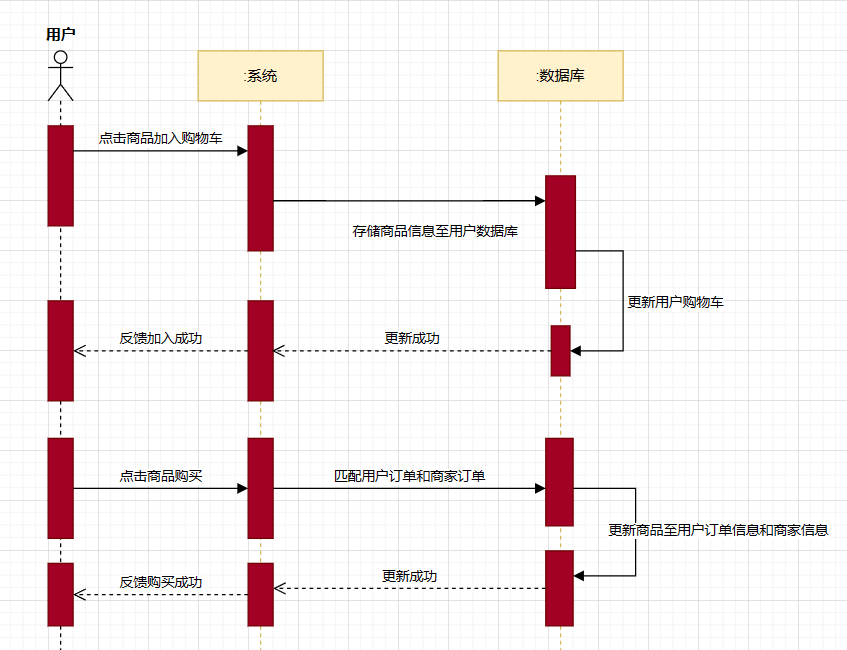 用户
:系统
:数据库
点击商品加入购物车
存储商品信息至用户数据库
更新用户购物车
反馈加入成功
更新成功
点击商品购买
匹配用户订单和商家订单
更新商品至用户订单信息和商家信息
反馈购买成功
更新成功